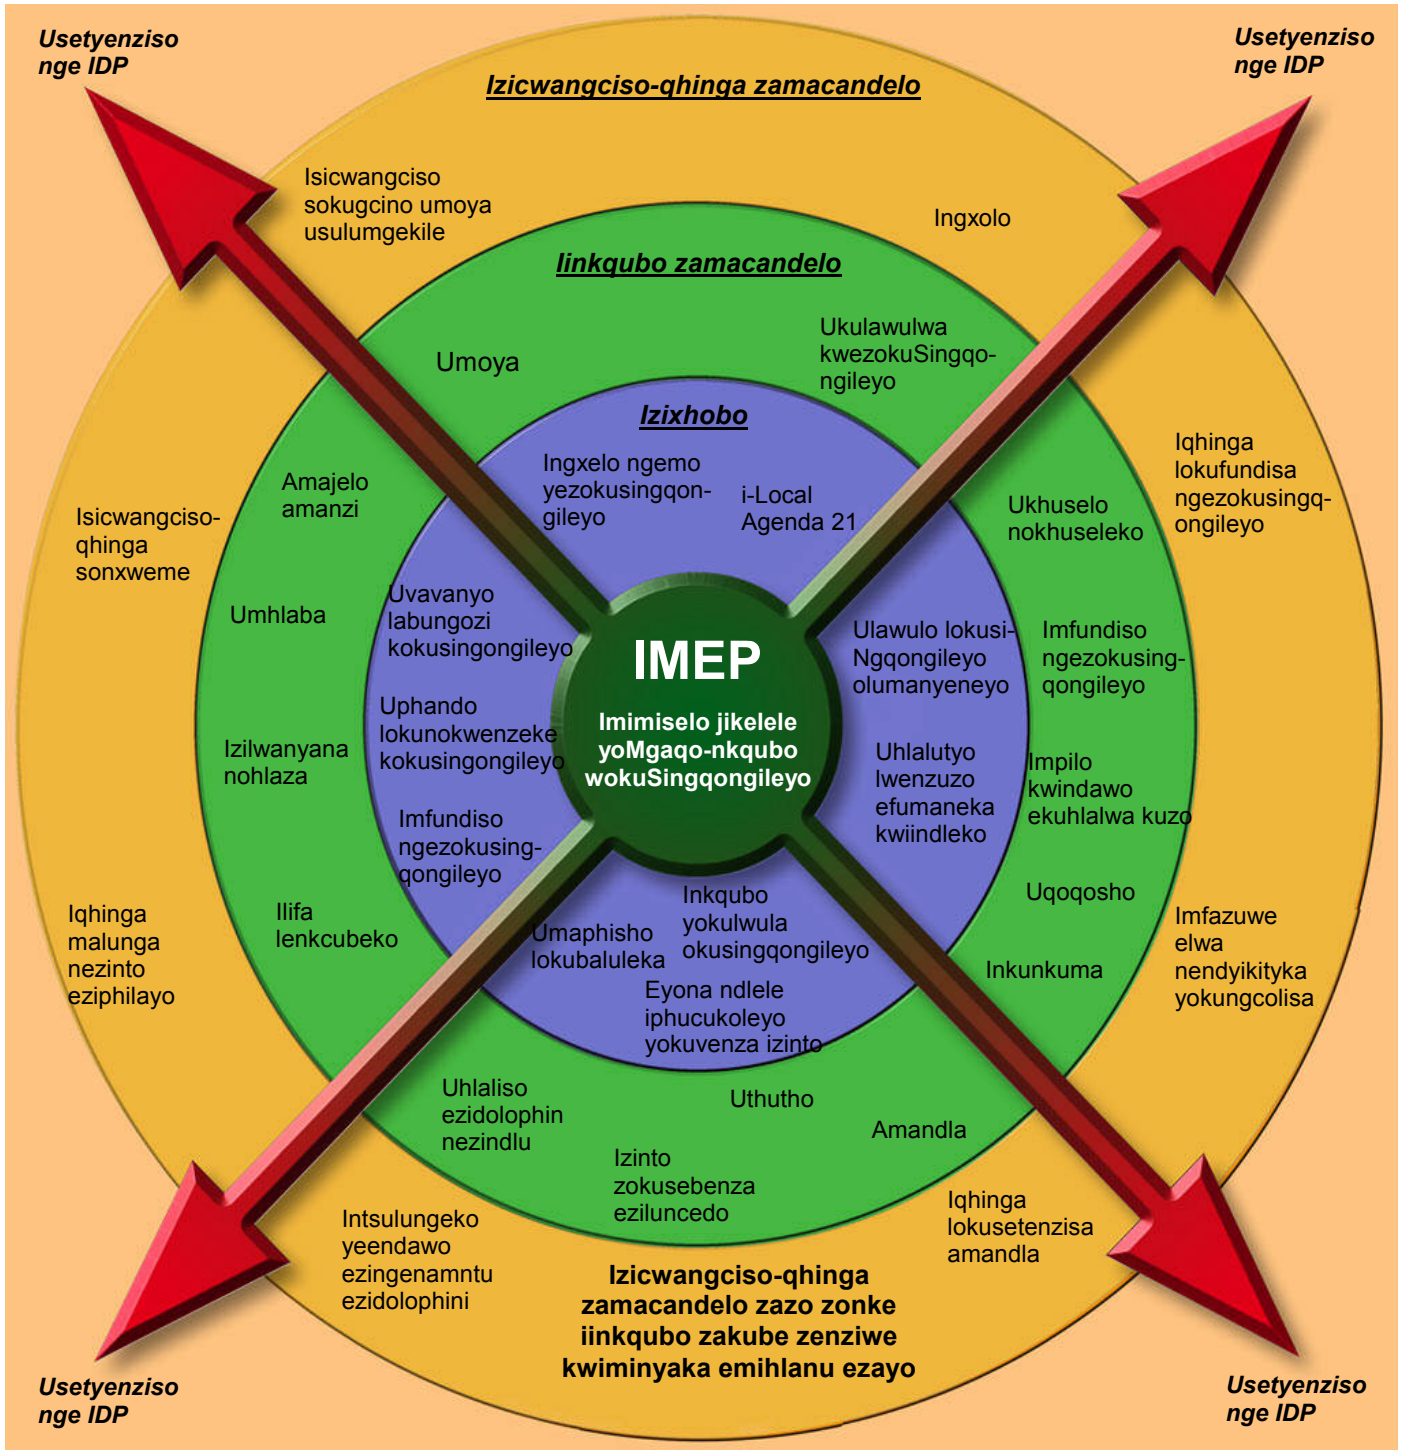 Usetyenziso
nge IDP
Usetyenziso
nge IDP
Izicwangciso-qhinga zamacandelo
Isicwangciso
sokugcino umoya
usulumgekile
Ingxolo
Iinkqubo zamacandelo
Umoya
Ukulawulwa
kwezokuSingqo-
ngileyo
Izixhobo
Ingxelo ngemo
yezokusingqon-
gileyo
i-Local
Agenda 21
Amajelo
amanzi
Ukhuselo
nokhuseleko
Iqhinga
lokufundisa
ngezokusingq-
ongileyo
Isicwangciso-
qhinga
sonxweme
Umhlaba
Uvavanyo
labungozi
kokusingongileyo
Ulawulo lokusi-
Ngqongileyo
olumanyeneyo
Imfundiso
ngezokusing-
qongileyo
IMEP
Imimiselo jikelele
yoMgaqo-nkqubo
wokuSingqongileyo
Izilwanyana
nohlaza
Uphando
lokunokwenzeke
kokusingongileyo
Uhlalutyo
lwenzuzo
efumaneka
kwiindleko
Impilo
kwindawo
ekuhlalwa kuzo
Imfundiso
ngezokusing-
qongileyo
Iqhinga
malunga
nezinto
eziphilayo
Ilifa
lenkcubeko
Umaphisho
lokubaluleka
Inkqubo
yokulwula
okusingqongileyo
Uqoqosho
Inkunkuma
Imfazuwe
elwa
nendyikityka
yokungcolisa
Eyona ndlele
iphucukoleyo
yokuvenza izinto
Uhlaliso
ezidolophin
nezindlu
Uthutho
Amandla
Izinto
zokusebenza
eziluncedo
Intsulungeko
yeendawo
ezingenamntu
ezidolophini
Iqhinga
lokusetenzisa
amandla
Izicwangciso-qhinga
zamacandelo zazo zonke
iinkqubo zakube zenziwe
kwiminyaka emihlanu ezayo
Usetyenziso
nge IDP
Usetyenziso
nge IDP